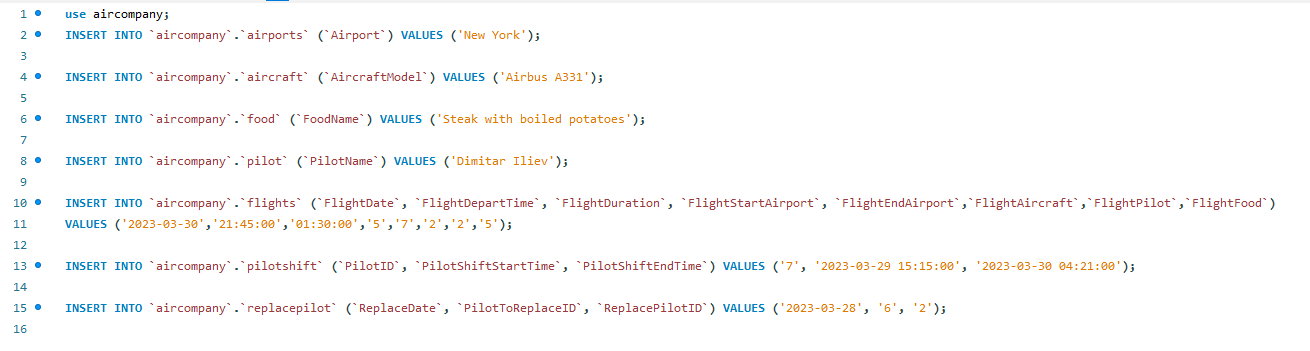 1 use aircompany;
2 INSERT INTO `aircompany`.`airports` (`Airport`) VALUES ('New York');
3
4 INSERT INTO `aircompany`.`aircraft` (`AircraftModel`) VALUES ('Airbus A331');
5
6 INSERT INTO `aircompany`.`food` (`FoodName`) VALUES ('Steak with boiled potatoes');
7
8 INSERT INTO `aircompany`.`pilot` (`PilotName`) VALUES ('Dimitar Iliev');
9
10 INSERT INTO `aircompany`.`flights` (`FlightDate`, `FlightDepartTime`, `FlightDuration`, `FlightStartAirport`, `FlightEndAirport`,`FlightAircraft`,`FlightPilot`,`FlightFood`)
11 VALUES ('2023-03-30','21:45:00','01:30:00','5','7','2','2','5');
12
13 INSERT INTO `aircompany`.`pilotshift` (`PilotID`, `PilotShiftStartTime`, `PilotShiftEndTime`) VALUES ('7', '2023-03-29 15:15:00', '2023-03-30 04:21:00');
14
15 INSERT INTO `aircompany`.`replacepilot` (`ReplaceDate`, `PilotToReplaceID`, `ReplacePilotID`) VALUES ('2023-03-28', '6', '2');
16